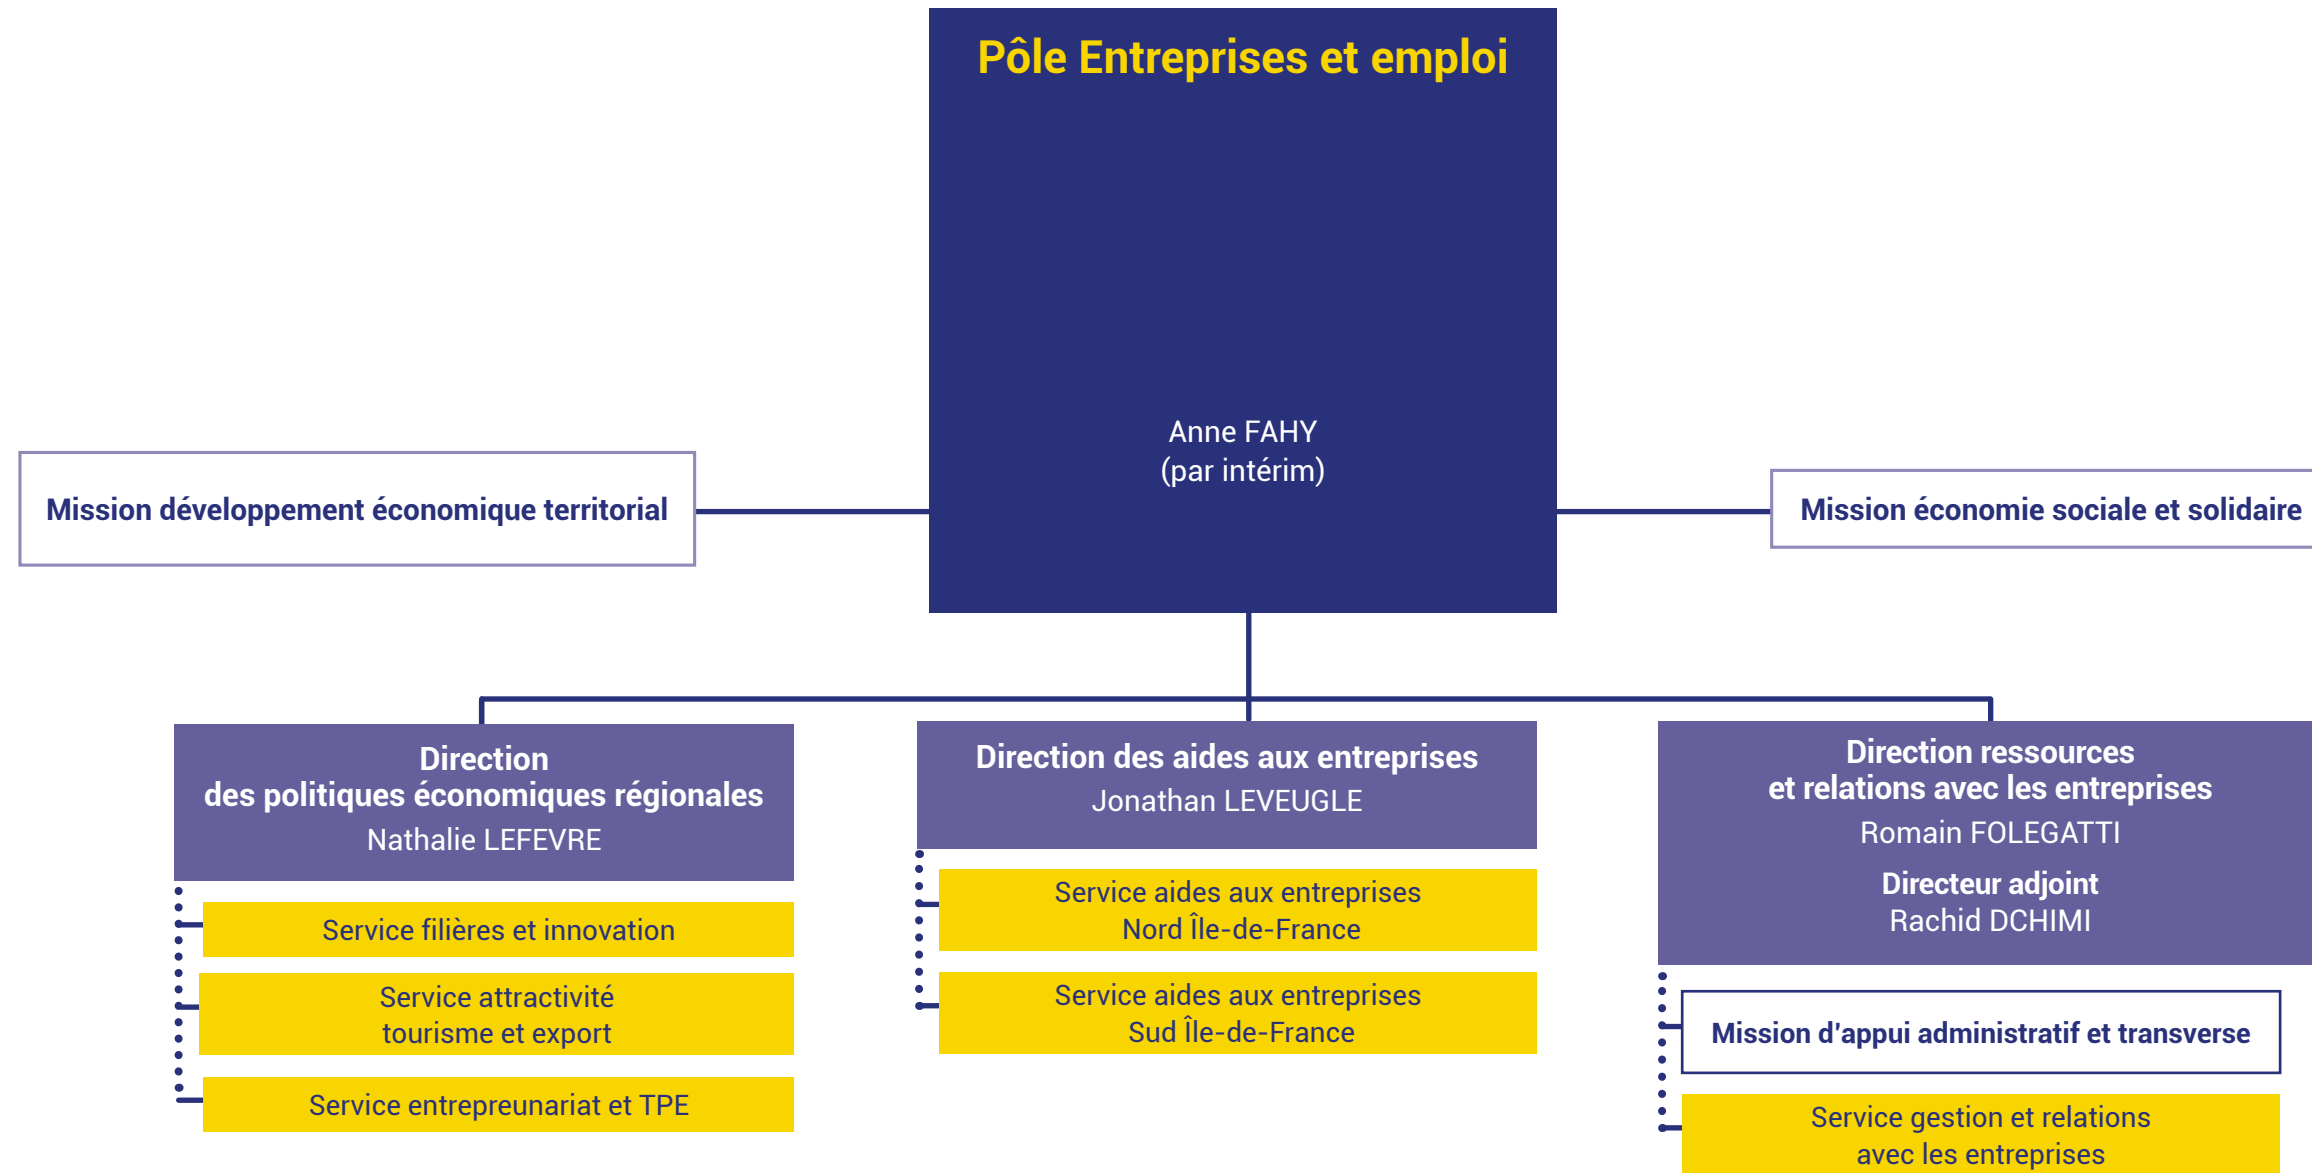 Pôle Entreprises et emploi
Anne FAHY
(par intérim)
Mission développement économique territorial
Mission économie sociale et solidaire
Direction
des politiques économiques régionales
Nathalie LEFEVRE
Service filières et innovation
Service attractivité
tourisme et export
Service entrepreunariat et TPE
Direction des aides aux entreprises
Jonathan LEVEUGLE
Service aides aux entreprises
Nord Île-de-France
Service aides aux entreprises
Sud Île-de-France
Direction ressources
et relations avec les entreprises
Romain FOLEGATTI
Directeur adjoint
Rachid DCHIMI
Mission d'appui administratif et transverse
Service gestion et relations
avec les entreprises